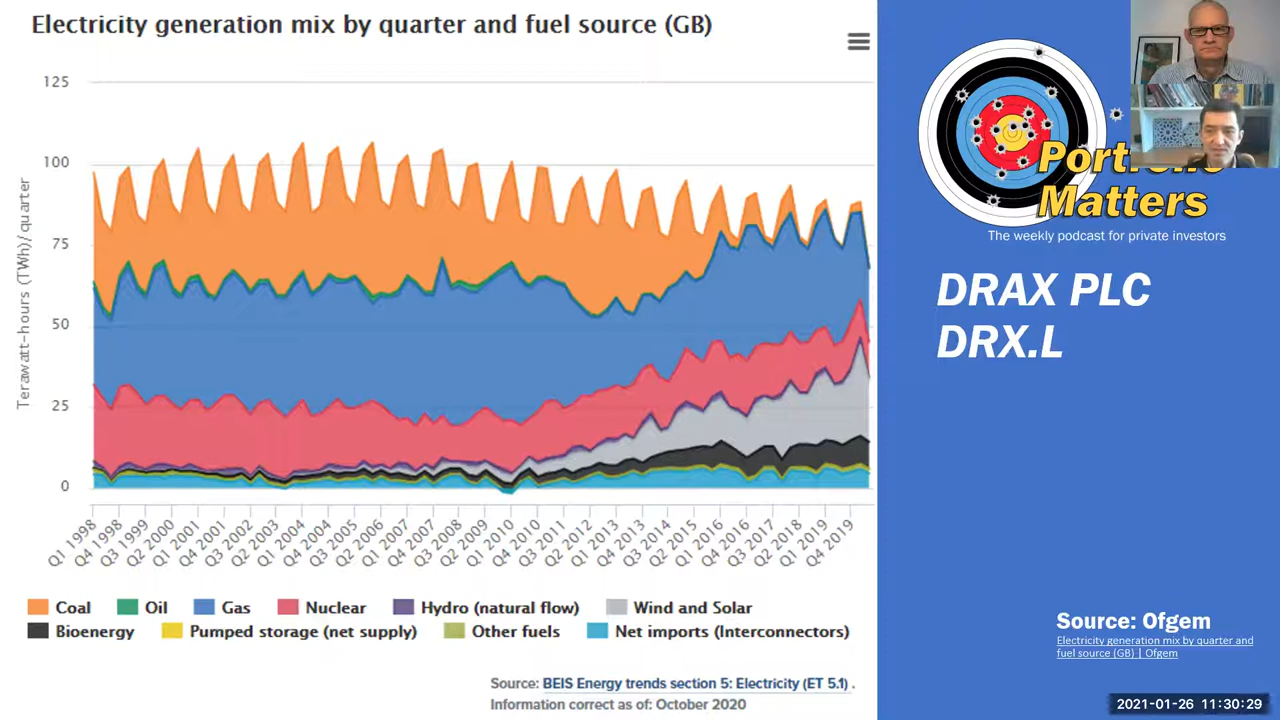 Electricity generation mix by quarter and fuel source (GB)
125
100
75
50
25
0
Terawatt-hours (TWh)/ quarter
Q1 1998
Q4 1998
Q3 1999
Q2 2000
Q1 2001
Q4 2001
Q3 2002
Q2 2003
Q1 2004
Q4 2004
Q3 2005
Q2 2006
Q1 2007
Q4 2007
Q3 2008
Q2 2009
Q1 2010
Q4 2010
Q3 2011
Q2 2012
Q1 2013
Q4 2013
Q3 2014
Q2 2015
Q1 2016
Q4 2016
Q3 2017
Q2 2018
Q1 2019
Q4 2019
Coal Oil Gas Nuclear Hydro (natural flow) Wind and Solar
Bioenergy Pumped storage (net supply) Other fuels Net imports (Interconnectors)
Source: BEIS Energy trends section 5: Electricity (ET 5.1) .
Information correct as of: October 2020
Matters
The weekly podcast for private investors
DRAX PLC
DRX.L
Source: Ofgem
Electricity generation mix by quarter and
fuel source (GB) | Ofgem
2021-01-26 11:30:29